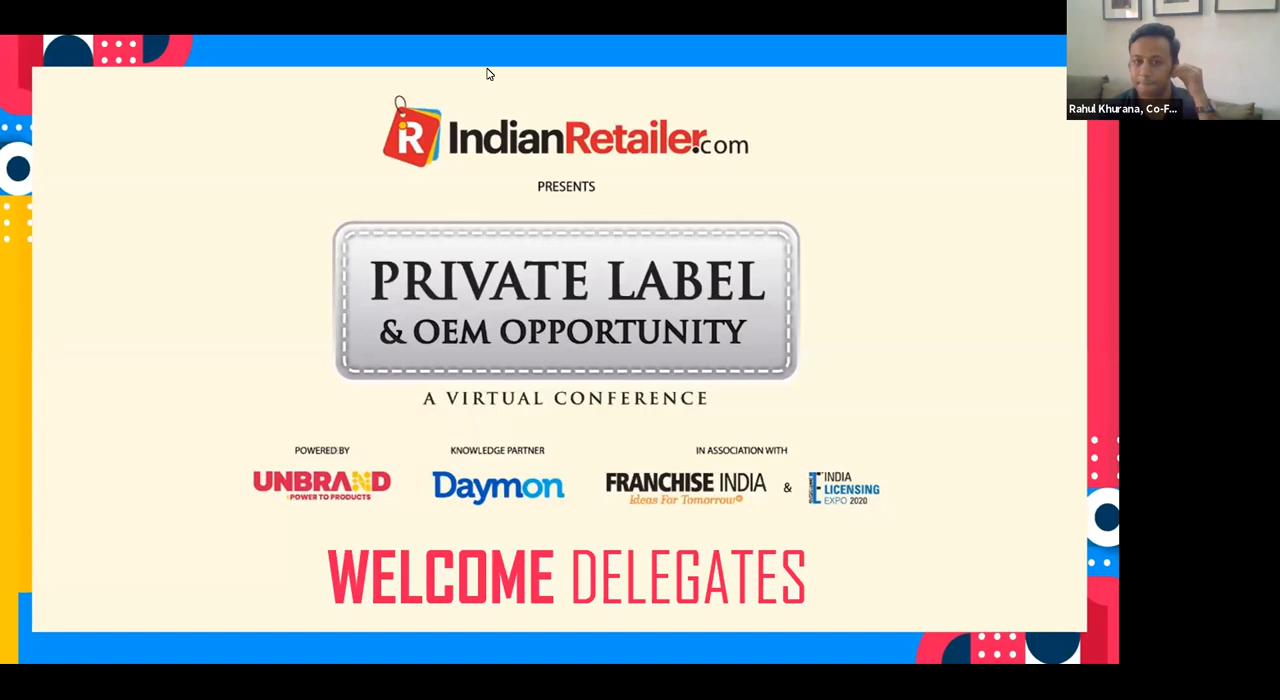 Rahul Khurana, Co-F...
iR IndianRetailer.com
PRESENTS
PRIVATE LABEL
& OEM OPPORTUNITY
A VIRTUAL CONFERENCE
POWERED BY
UNBRAND
POWER TO PRODUCTS
KNOWLEDGE PARTNER
Daymon
IN ASSOCIATION WITH
FRANCHISE INDIA
Ideas For Tomorrow
&
INDIA
LICENSING
EXPO 2020
WELCOME DELEGATES